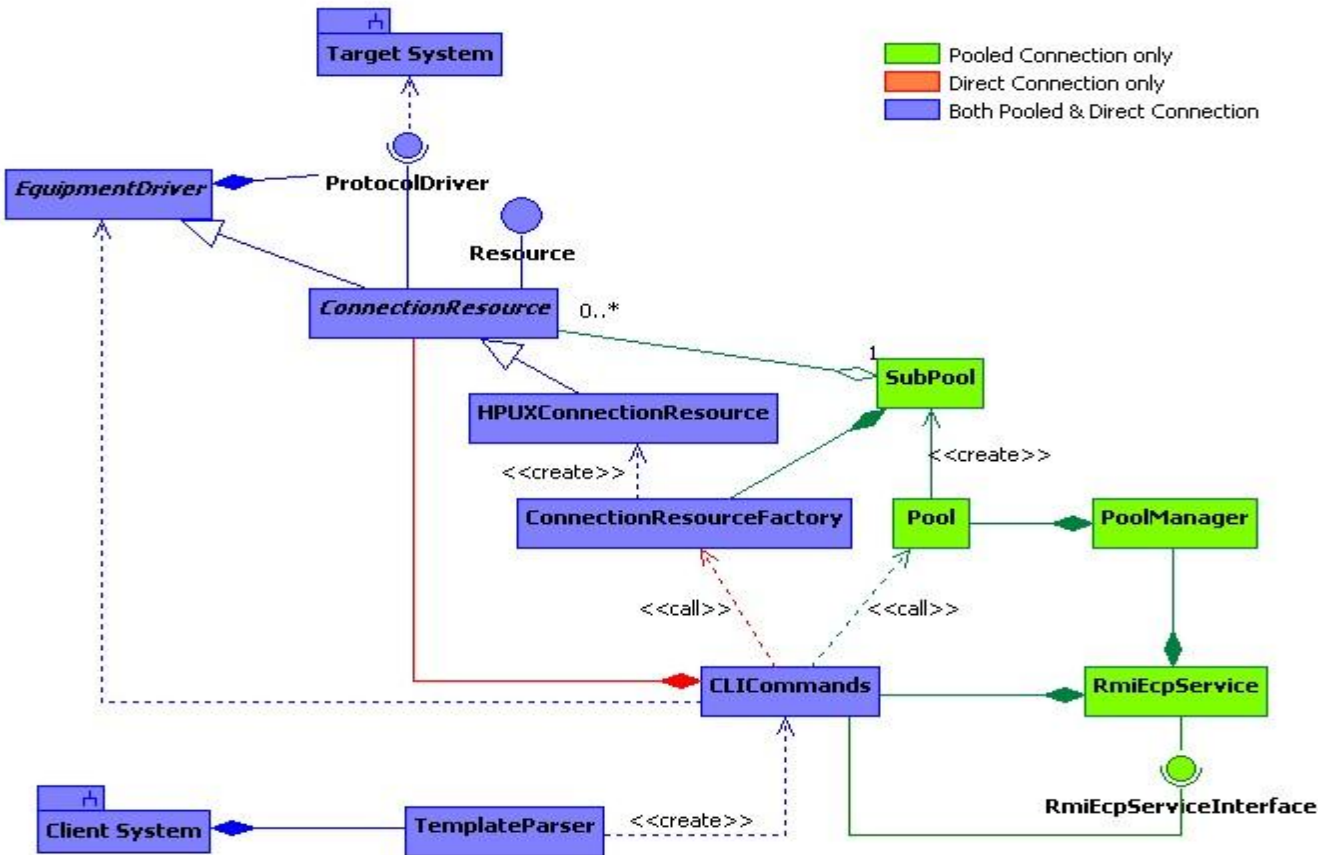 Target System
Pooled Connection only
Direct Connection only
Both Pooled & Direct Connection
EquipmentDriver
ProtocolDriver
Resource
ConnectionResource
0..*
1
SubPool
HPUXConnectionResource
<<create>>
<<create>>
ConnectionResourceFactory
Pool
PoolManager
<<call>>
<<call>>
CLICommands
RmiEcpService
RmiEcpServiceInterface
Client System
TemplateParser
<<create>>